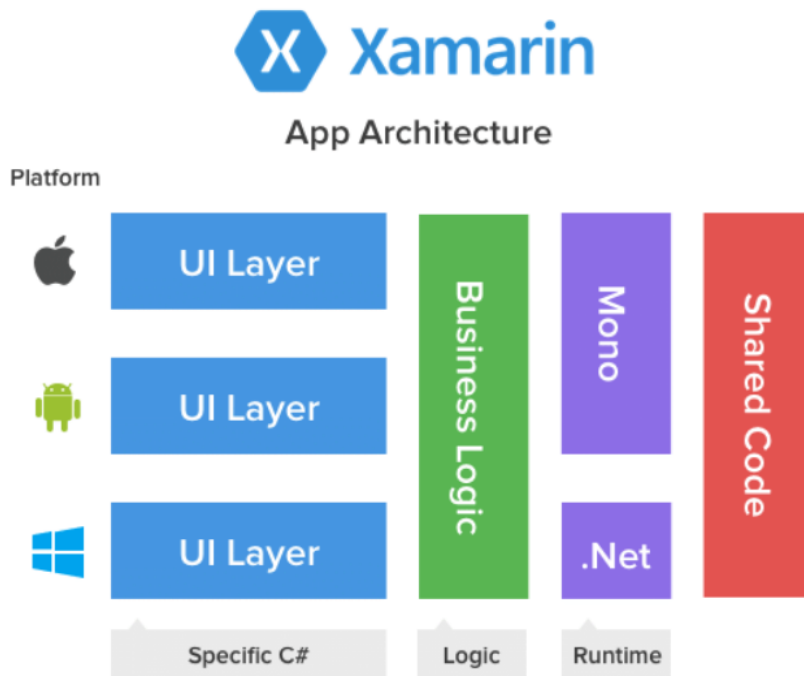 Xamarin
App Architecture
Platform
UI Layer
UI Layer
UI Layer
Business Logic
Mono
.Net
Shared Code
Specific C#
Logic
Runtime